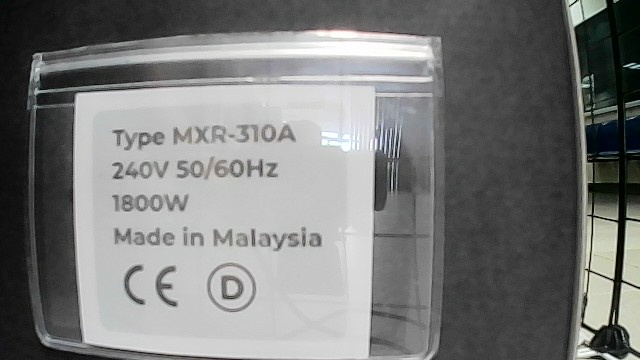 Type MXR-310A
240V 50/60Hz
1800W
Made in Malaysia
CE D